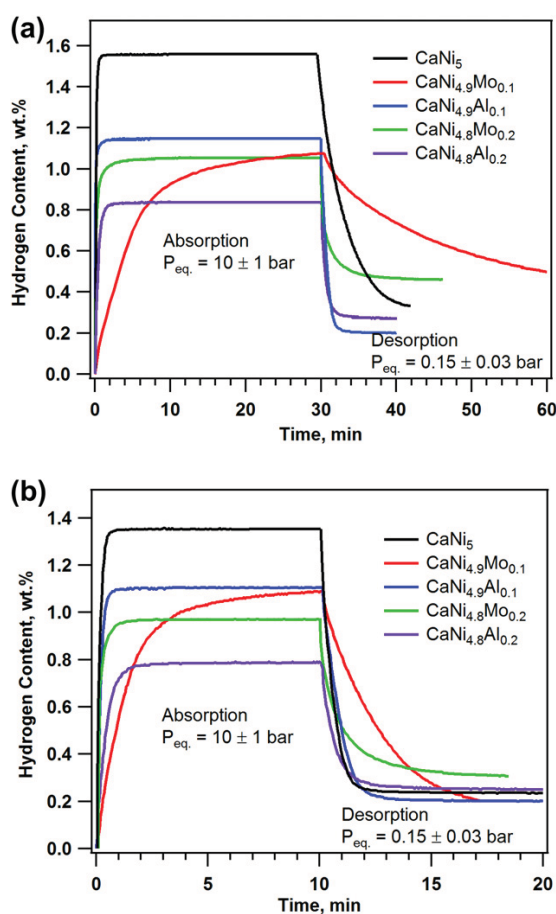 (a)
1.6
1.4
1.2
1.0
0.8
0.6
0.4
0.2
0.0
Hydrogen Content, wt.%
CaNi5
CaNi4.9Mo0.1
CaNi4.9Al0.1
CaNi4.8Mo0.2
CaNi4.8Al0.2
Absorption
Peq. = 10 ± 1 bar
Desorption
Peq. = 0.15 ± 0.03 bar
0 10 20 30 40 50 60
Time, min
(b)
1.4
1.2
1.0
0.8
0.6
0.4
0.2
0.0
Hydrogen Content, wt.%
CaNi5
CaNi4.9Mo0.1
CaNi4.9Al0.1
CaNi4.8Mo0.2
CaNi4.8Al0.2
Absorption
Peq. = 10 ± 1 bar
Desorption
Peq. = 0.15 ± 0.03 bar
0 5 10 15 20
Time, min